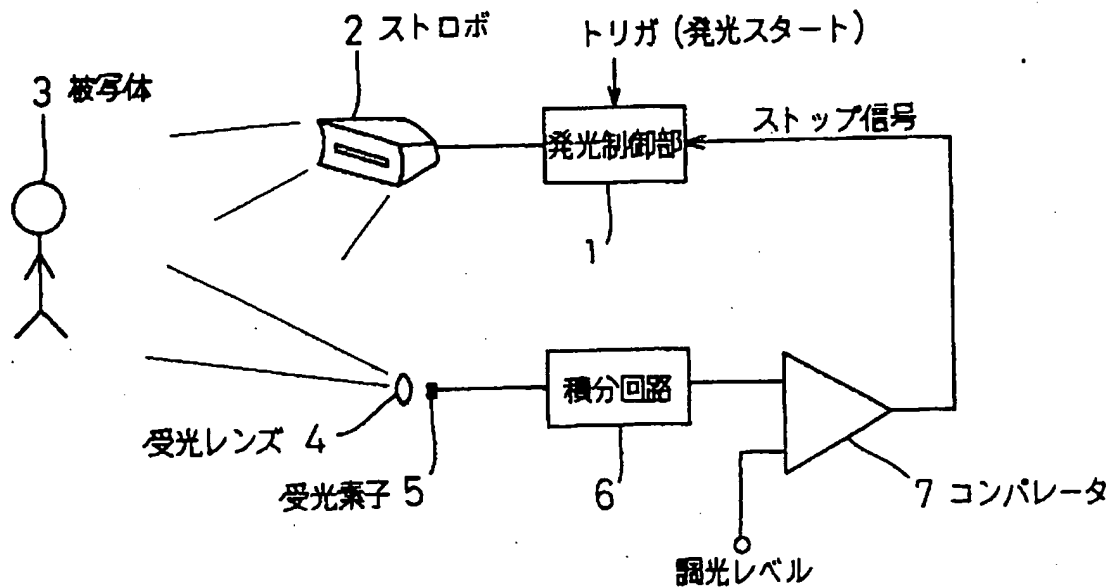 2 ストロボ
トリガ (発光スタート)
3 被写体
発光制御部
ストップ信号
1
積分回路
受光レンズ 4
受光素子 5
6
7 コンパレータ
調光レベル